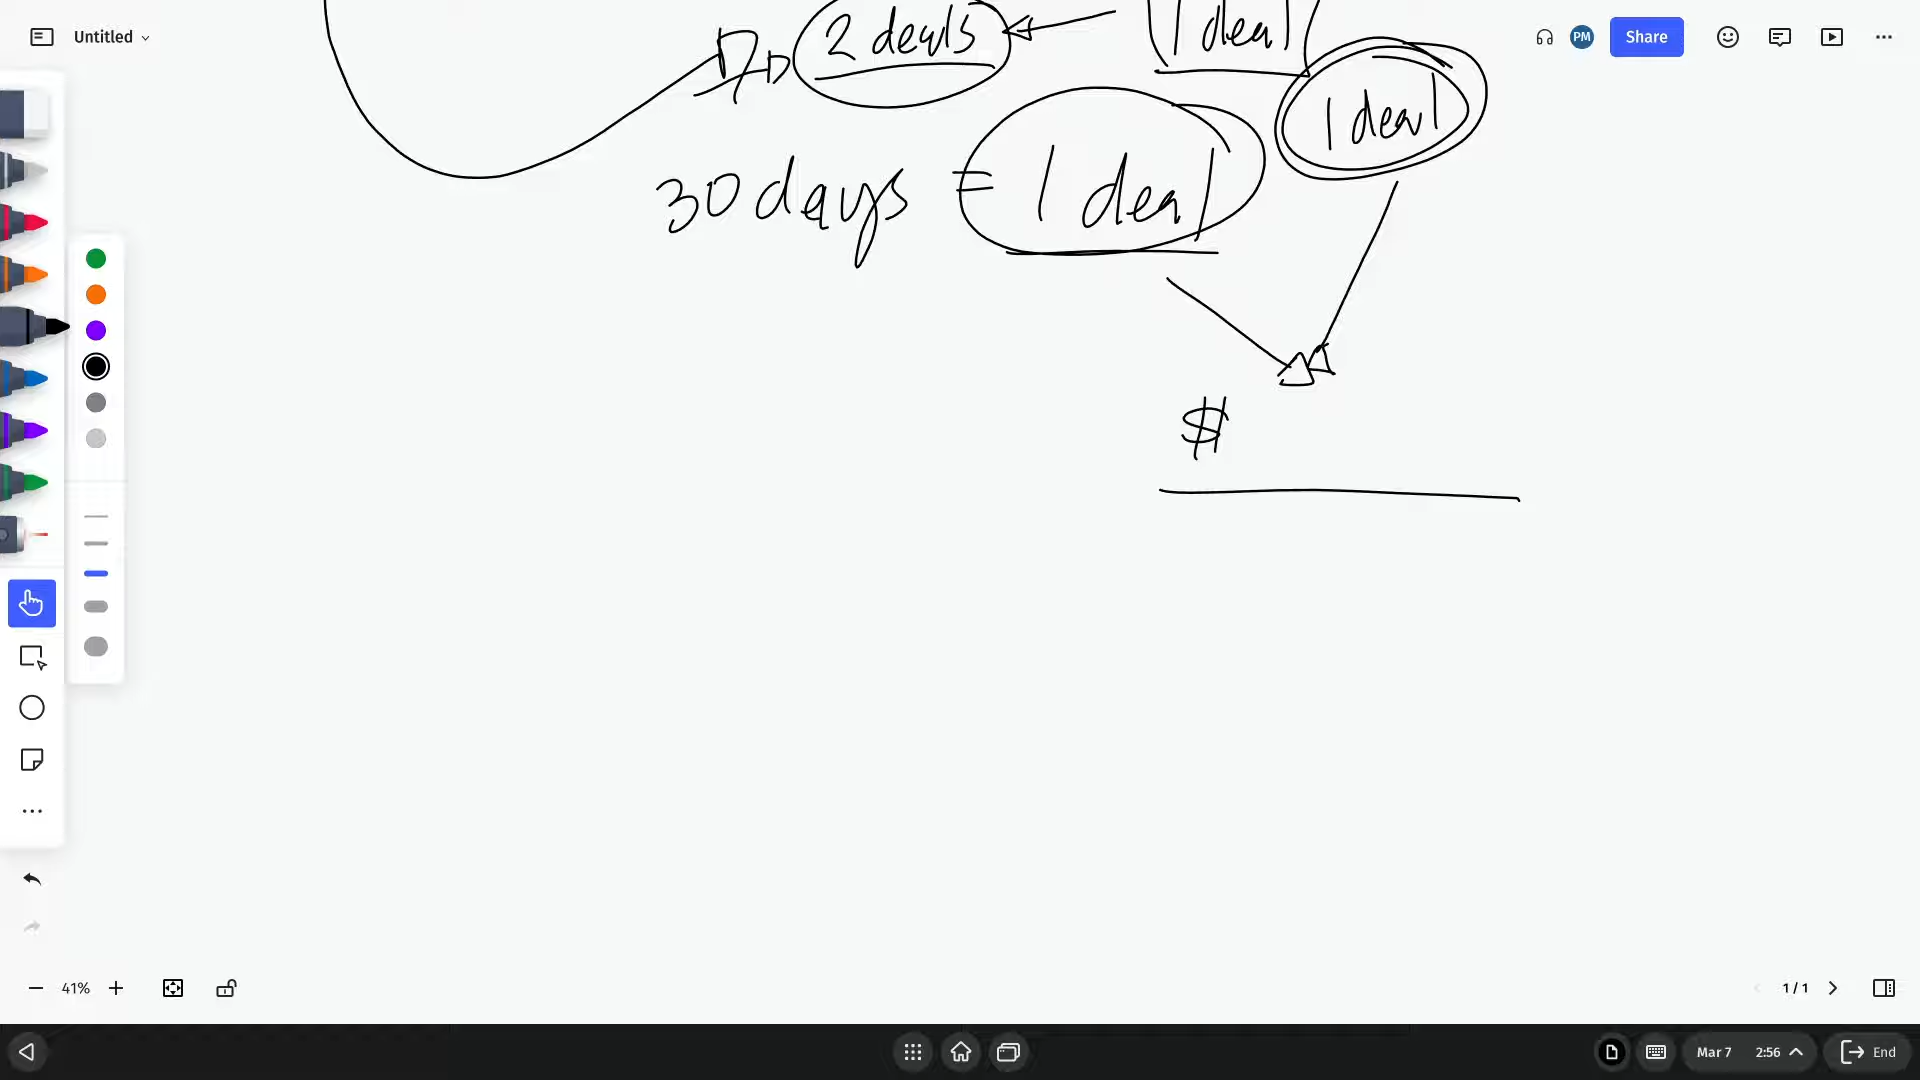 Untitled
PM
Share
2 deals
1 deal
1 deal
30 days = 1 deal
$
41%
1 / 1
Mar 7
2:56
End